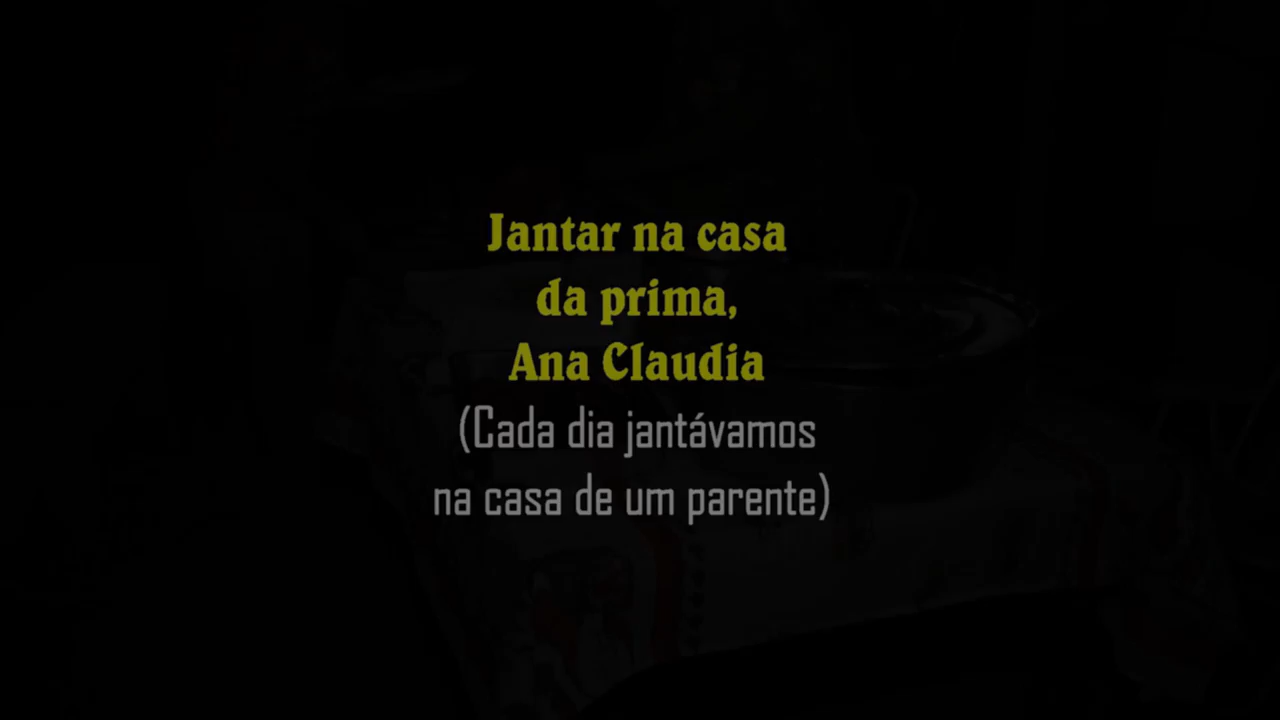 Jantar na casa
da prima,
Ana Claudia
(Cada dia jantávamos
na casa de um parente)